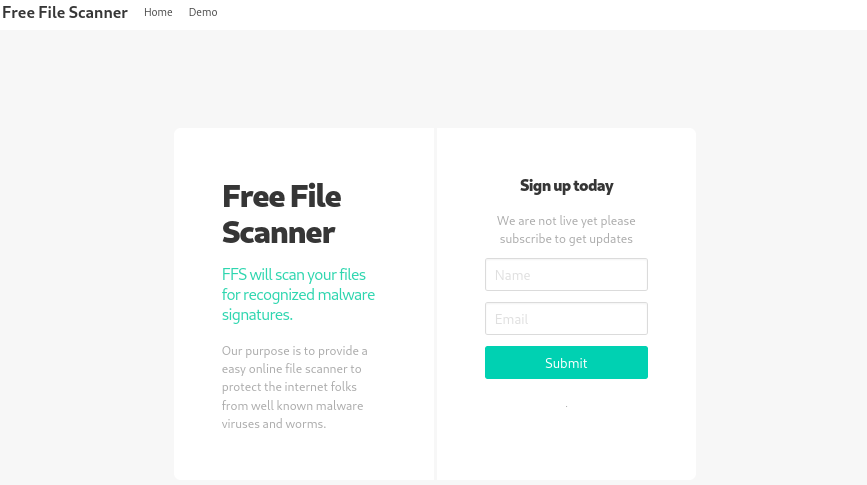 Free File Scanner Home Demo
Free File
Scanner
FFS will scan your files
for recognized malware
signatures.
Our purpose is to provide a
easy online file scanner to
protect the internet folks
from well known malware
viruses and worms.
Sign up today
We are not live yet please
subscribe to get updates
Name
Email
Submit
.